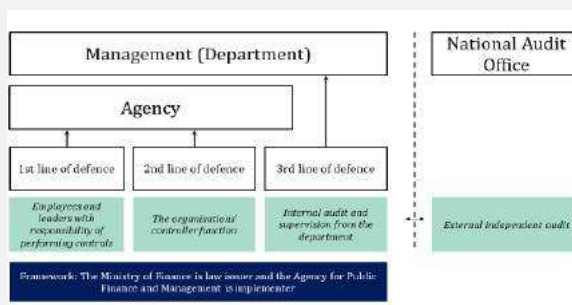 Management (Department)
National Audit
Office
Agency
1st line of defence
2nd line of defence
3rd line of defence
Employees and
leaders with
responsibility of
performing controls
The organisations'
controller function
Internal audit and
supervision from the
department
External independent audit
Framework: The Ministry of Finance is law issuer and the Agency for Public
Finance and Management is implementer